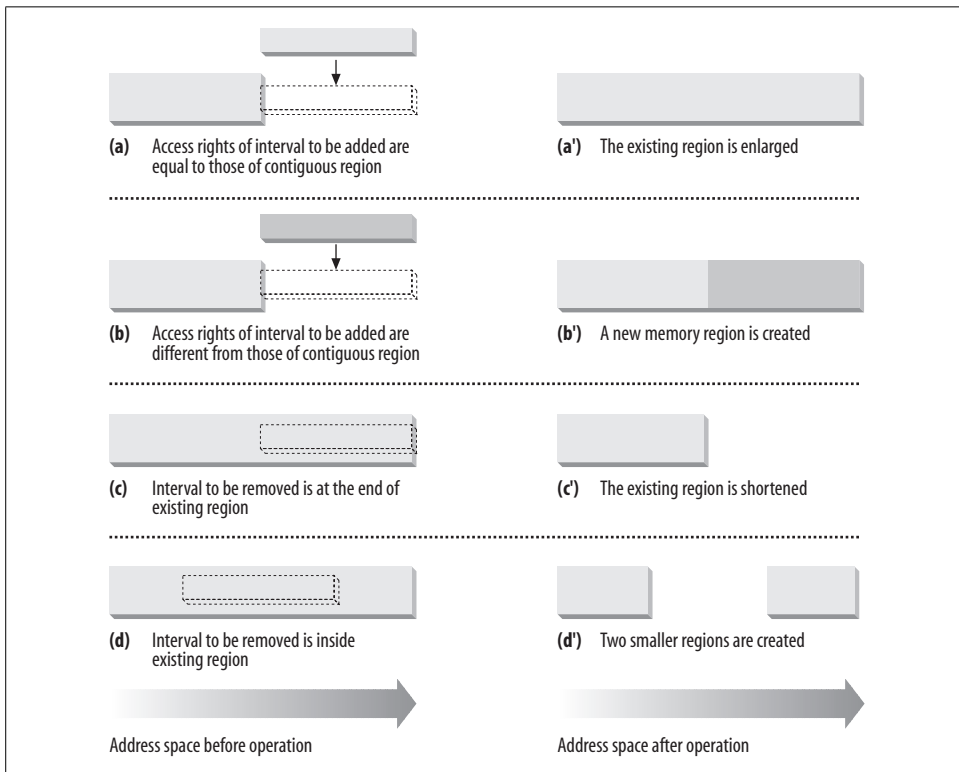 (a) Access rights of interval to be added are
equal to those of contiguous region
(a') The existing region is enlarged
(b) Access rights of interval to be added are
different from those of contiguous region
(b') A new memory region is created
(c) Interval to be removed is at the end of
existing region
(c') The existing region is shortened
(d) Interval to be removed is inside
existing region
(d') Two smaller regions are created
Address space before operation
Address space after operation